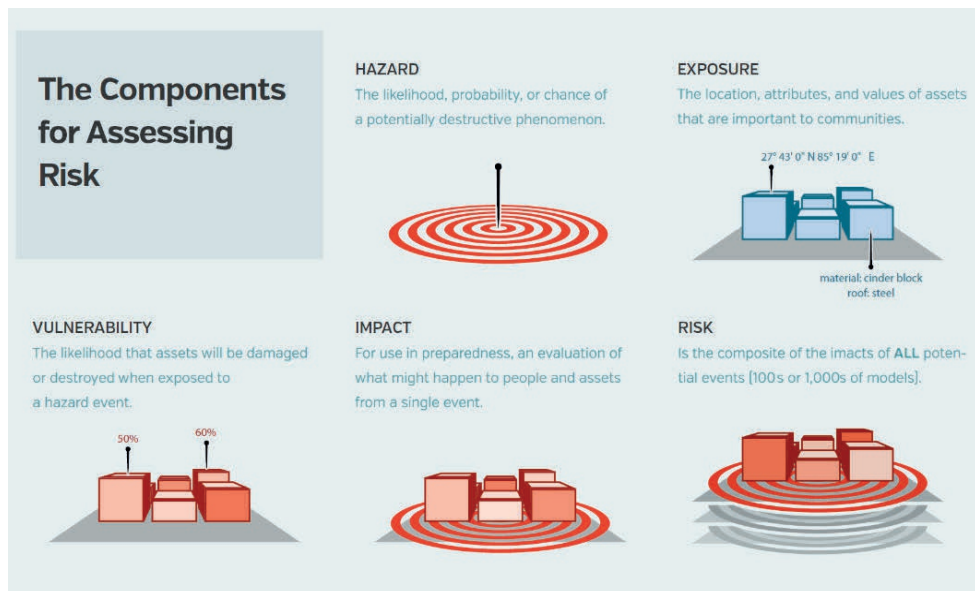 The Components
for Assessing
Risk
HAZARD
The likelihood, probability, or chance of
a potentially destructive phenomenon.
EXPOSURE
The location, attributes, and values of assets
that are important to communities.
27° 43' 0" N 85° 19' 0" E
material: cinder block
roof: steel
VULNERABILITY
The likelihood that assets will be damaged
or destroyed when exposed to
a hazard event.
50%
60%
IMPACT
For use in preparedness, an evaluation of
what might happen to people and assets
from a single event.
RISK
Is the composite of the imacts of ALL poten-
tial events (100s or 1,000s of models).